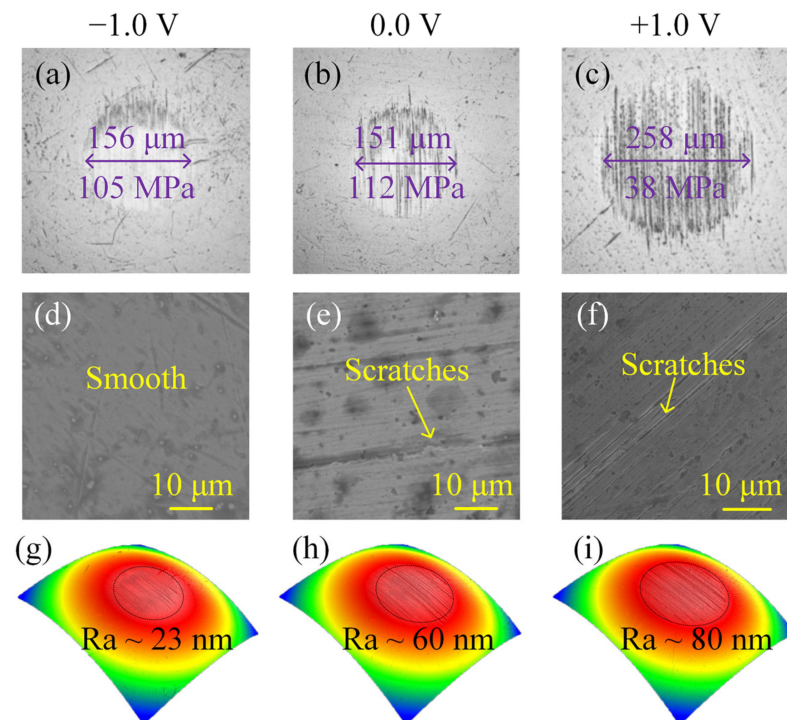 −1.0 V 0.0 V +1.0 V
(a) (b) (c)
156 μm 151 μm 258 μm
105 MPa 112 MPa 38 MPa
(d) (e) (f)
Smooth Scratches Scratches
10 μm 10 μm 10 μm
(g) (h) (i)
Ra ~ 23 nm Ra ~ 60 nm Ra ~ 80 nm